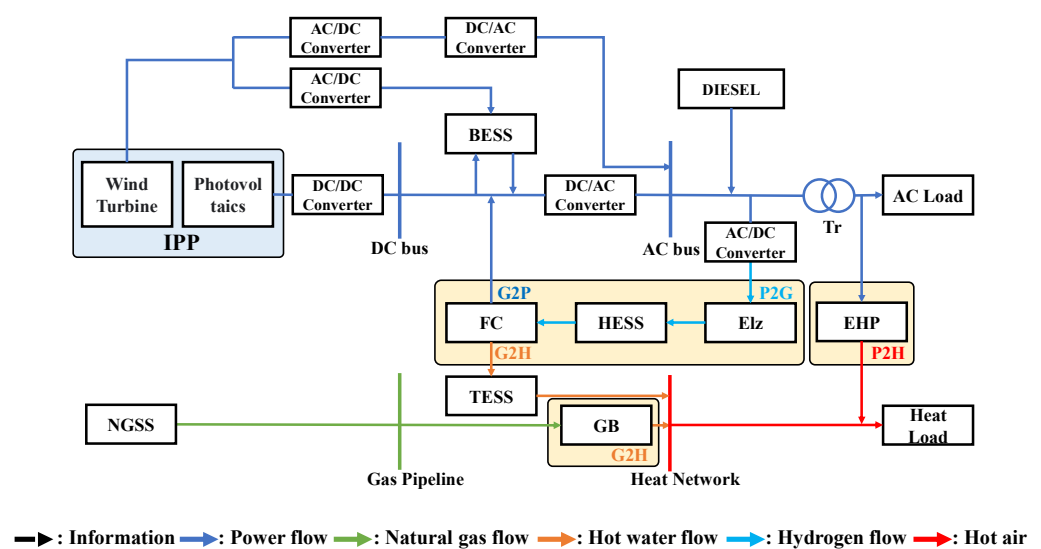 AC/DC
Converter
DC/AC
Converter
AC/DC
Converter
DIESEL
BESS
Wind
Turbine
Photovol
taics
IPP
DC/DC
Converter
DC bus
DC/AC
Converter
AC bus
Tr
AC Load
AC/DC
Converter
G2P
P2G
FC
HESS
Elz
EHP
G2H
P2H
TESS
NGSS
GB
G2H
Heat
Load
Gas Pipeline
Heat Network
: Information
: Power flow
: Natural gas flow
: Hot water flow
: Hydrogen flow
: Hot air